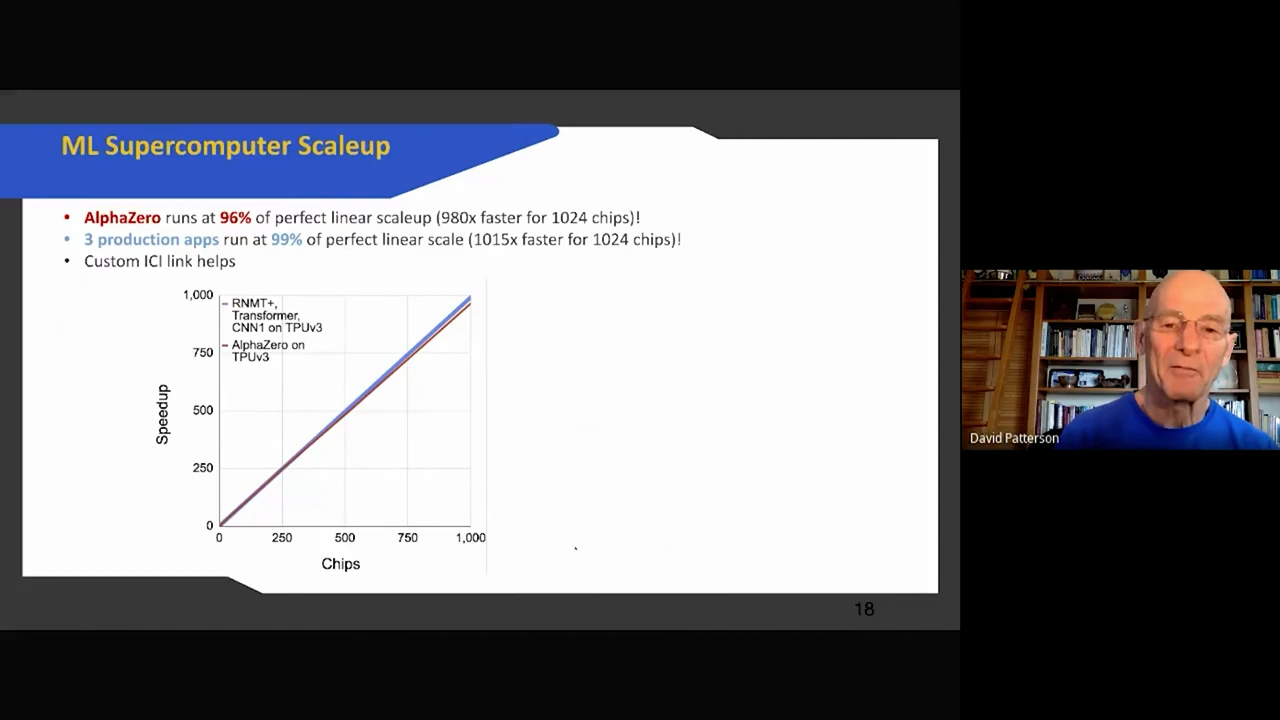 ML Supercomputer Scaleup
• AlphaZero runs at 96% of perfect linear scaleup (980x faster for 1024 chips)!
• 3 production apps run at 99% of perfect linear scale (1015x faster for 1024 chips)!
• Custom ICI link helps
1,000
750
500
250
0
Speedup
RNMT+,
Transformer,
CNN1 on TPUv3
AlphaZero on
TPUv3
0 250 500 750 1,000
Chips
18
David Patterson